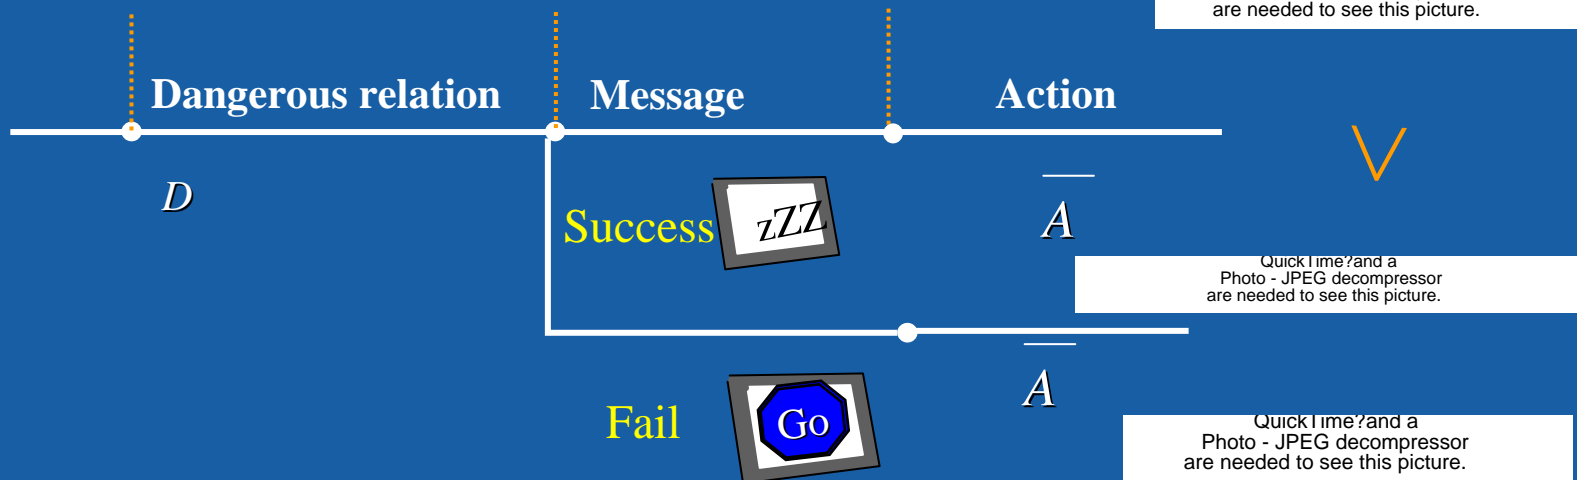 are needed to see this picture.
Dangerous relation Message Action
D
Success zZZ A
QuickTime?and a
Photo - JPEG decompressor
are needed to see this picture.
A
Fail Go
QuickTime?and a
Photo - JPEG decompressor
are needed to see this picture.